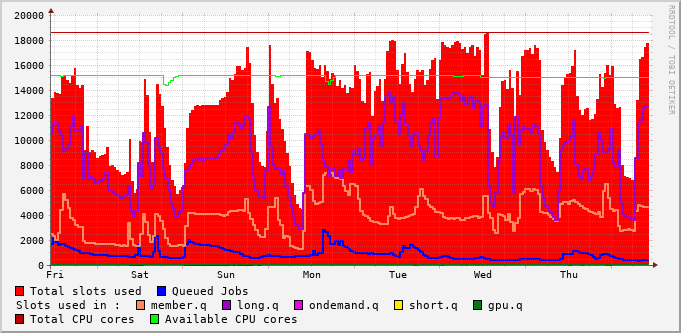 20000
18000
16000
14000
12000
10000
8000
6000
4000
2000
0
Fri Sat Sun Mon Tue Wed Thu
RRDTOOL / TOBI OETIKER
Total slots used Queued Jobs
Slots used in : member.q long.q ondemand.q short.q gpu.q
Total CPU cores Available CPU cores